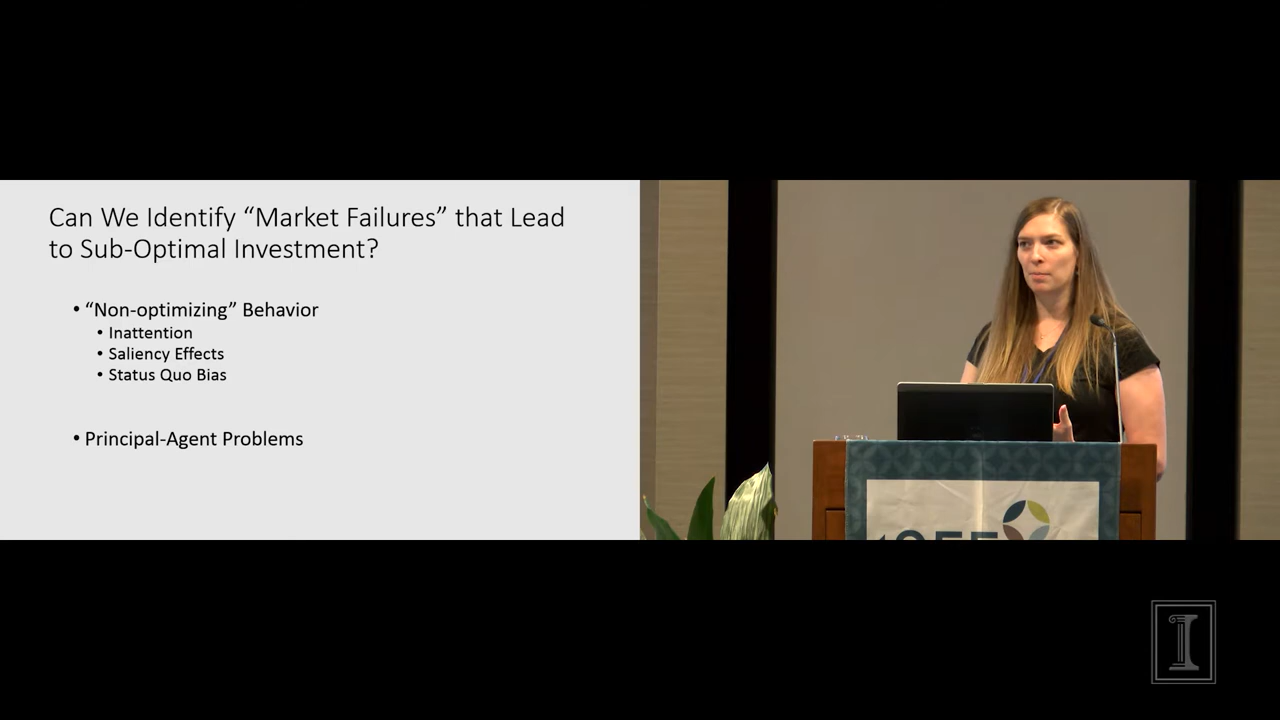 Can We Identify “Market Failures” that Lead
to Sub-Optimal Investment?
• “Non-optimizing” Behavior
• Inattention
• Saliency Effects
• Status Quo Bias
• Principal-Agent Problems
I